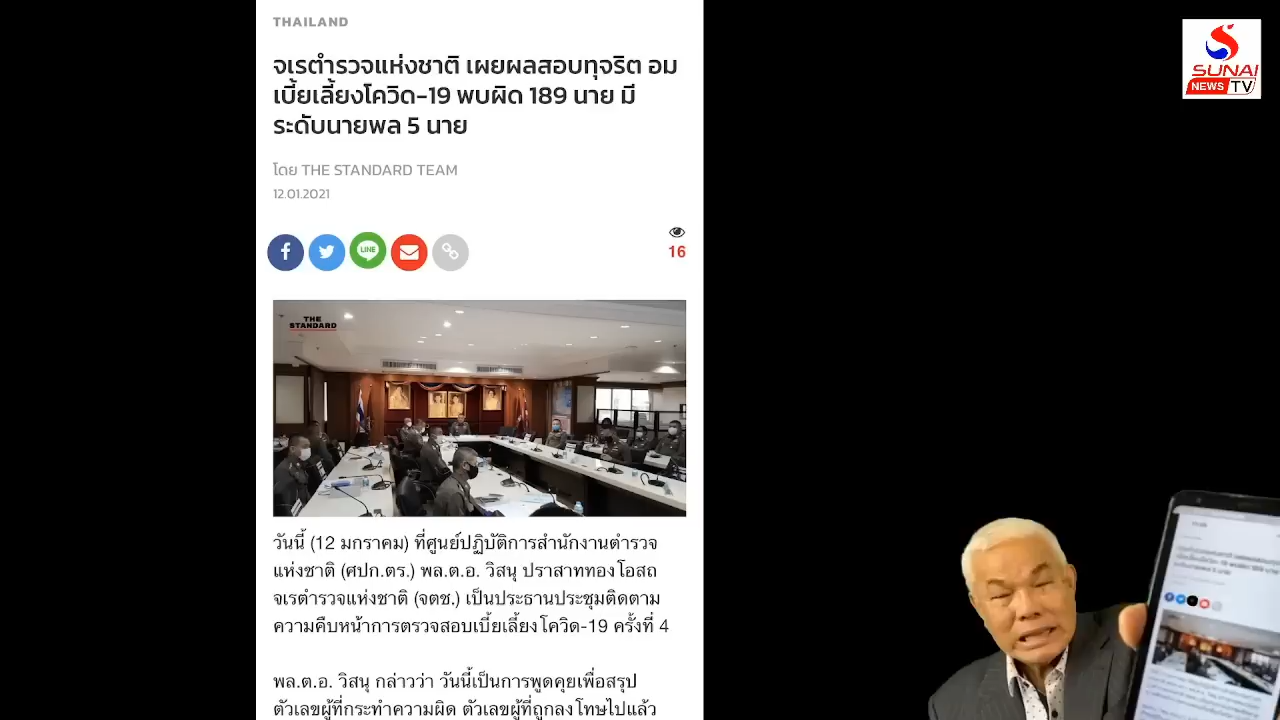 THAILAND
จเรตำรวจแห่งชาติ เผยผลสอบทุจริต อม
เบี้ยเลี้ยงโควิด-19 พบผิด 189 นาย มี
ระดับนายพล 5 นาย
โดย THE STANDARD TEAM
12.01.2021
LINE
16
THE
STANDARD
วันนี้ (12 มกราคม) ที่ศูนย์ปฏิบัติการสำนักงานตำรวจ
แห่งชาติ (ศปก.ตร.) พล.ต.อ. วิสนุ ปราสาททองโอสถ
จเรตำรวจแห่งชาติ (จตช.) เป็นประธานประชุมติดตาม
ความคืบหน้าการตรวจสอบเบี้ยเลี้ยงโควิด-19 ครั้งที่ 4
พล.ต.อ. วิสนุ กล่าวว่า วันนี้เป็นการพูดคุยเพื่อสรุป
ตัวเลขผู้ที่กระทำความผิด ตัวเลขผู้ที่ถูกลงโทษไปแล้ว
SUNAI
NEWS TV